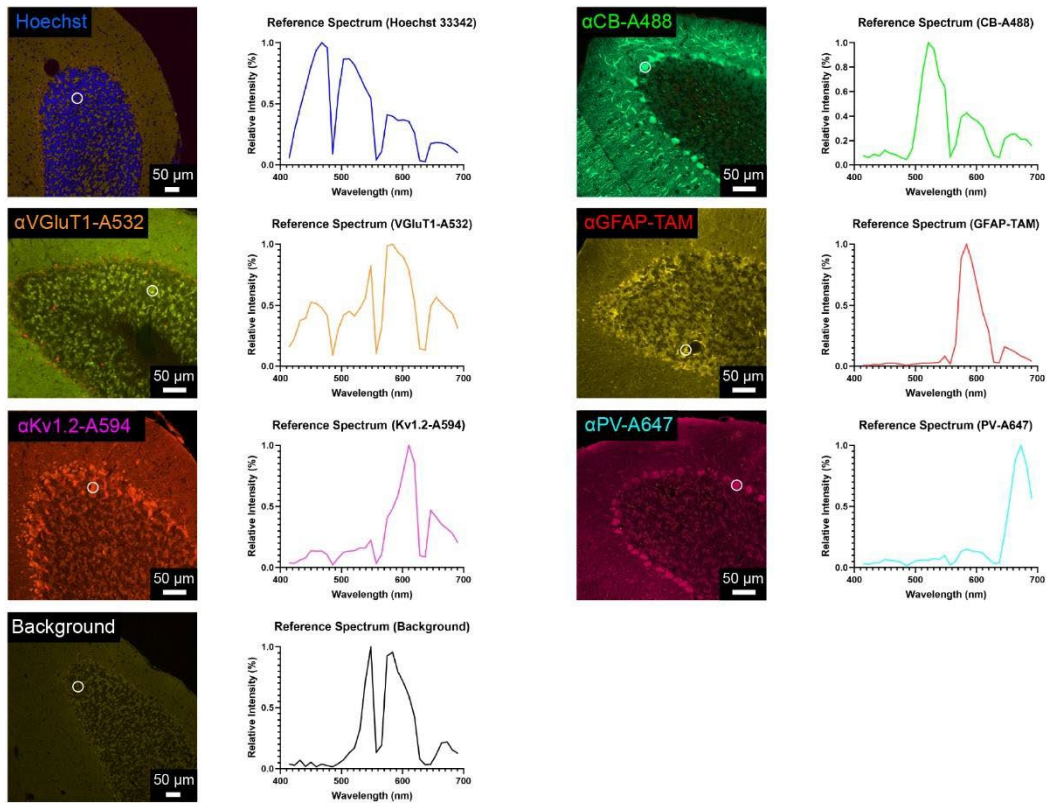 Hoechst
50 µm
Reference Spectrum (Hoechst 33342)
Relative Intensity (%)
1.0
0.5
0.0
400 500 600 700
Wavelength (nm)
αCB-A488
50 µm
Reference Spectrum (CB-A488)
Relative Intensity (%)
1.0
0.8
0.6
0.4
0.2
0.0
400 500 600 700
Wavelength (nm)
αVGluT1-A532
50 µm
Reference Spectrum (VGluT1-A532)
Relative Intensity (%)
1.0
0.5
0.0
400 500 600 700
Wavelength (nm)
αGFAP-TAM
50 µm
Reference Spectrum (GFAP-TAM)
Relative Intensity (%)
1.0
0.5
0.0
400 500 600 700
Wavelength (nm)
αKv1.2-A594
50 µm
Reference Spectrum (Kv1.2-A594)
Relative Intensity (%)
1.0
0.5
0.0
400 500 600 700
Wavelength (nm)
αPV-A647
50 µm
Reference Spectrum (PV-A647)
Relative Intensity (%)
1.0
0.5
0.0
400 500 600 700
Wavelength (nm)
Background
50 µm
Reference Spectrum (Background)
Relative Intensity (%)
1.0
0.5
0.0
400 500 600 700
Wavelength (nm)